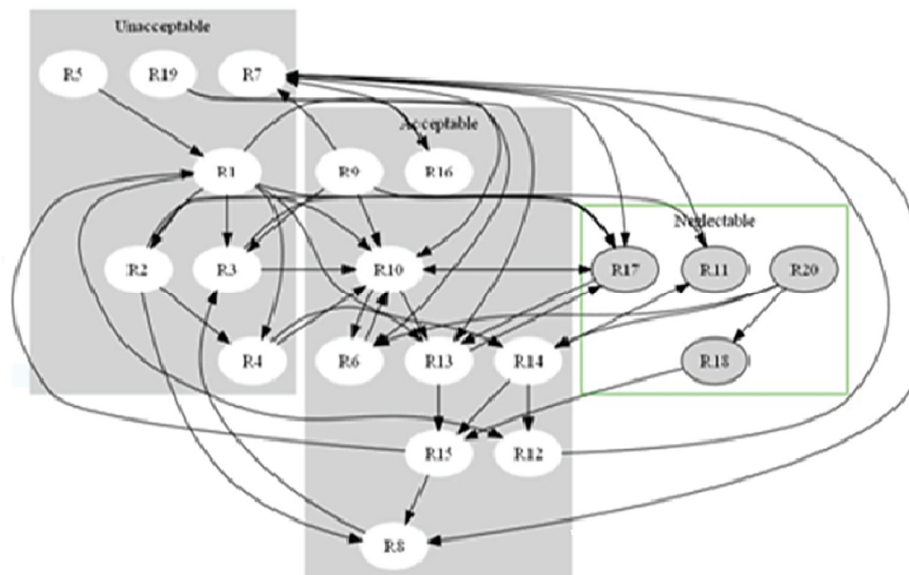 Unacceptable
R5 R19 R7
Acceptable
R1 R9 R16
Neglectable
R2 R3 R10 R17 R11 R20
R4 R6 R13 R14 R18
R15 R12
R8